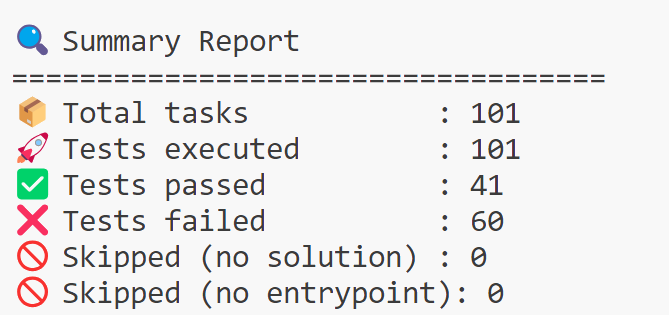 🔍 Summary Report
===================================
📦 Total tasks : 101
🚀 Tests executed : 101
✅ Tests passed : 41
❌ Tests failed : 60
🚫 Skipped (no solution) : 0
🚫 Skipped (no entrypoint): 0